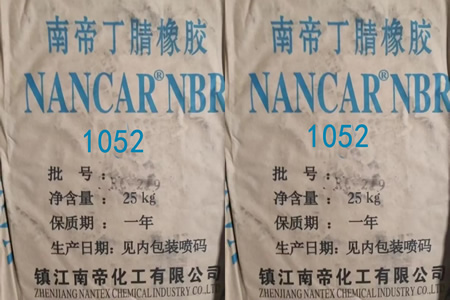 南帝丁腈橡胶
NANCAR® NBR
1052
批 号：
净含量：25 kg
保质期：一年
生产日期：见内包装喷码
镇江南帝化工有限公司
ZHENJIANG NANTEX CHEMICAL INDUSTRY CO.,L
南帝丁腈橡胶
NANCAR® NBR
1052
批 号：
净含量：25 kg
保质期：一年
生产日期：见内包装喷码
镇江南帝化工有限公司
ZHENJIANG NANTEX CHEMICAL INDUSTRY CO.,LT